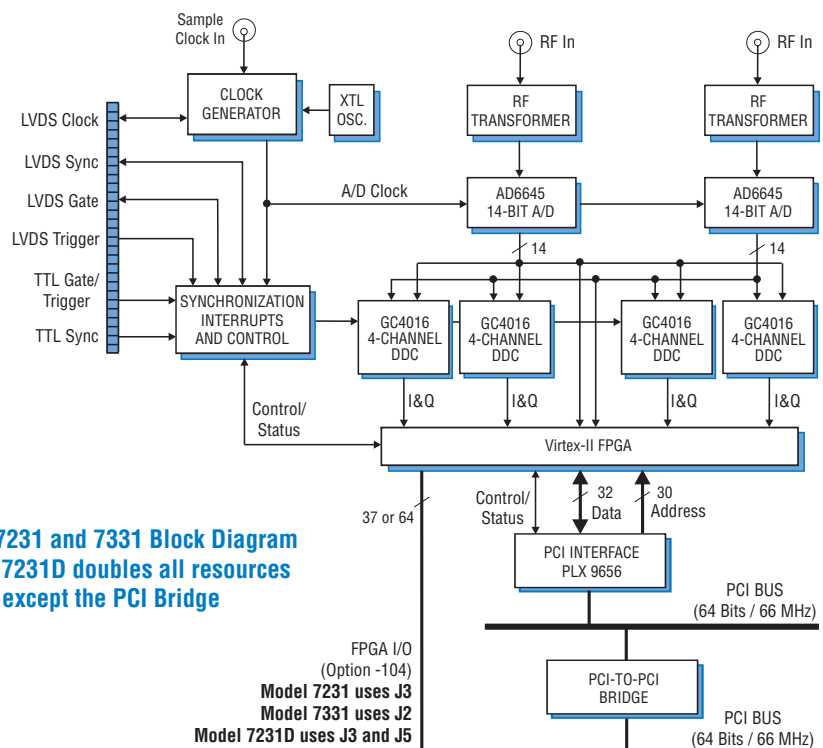 Sample
Clock In
RF In
RF In
CLOCK
GENERATOR
XTL
OSC.
RF
TRANSFORMER
RF
TRANSFORMER
LVDS Clock
LVDS Sync
LVDS Gate
LVDS Trigger
TTL Gate/
Trigger
TTL Sync
A/D Clock
AD6645
14-BIT A/D
AD6645
14-BIT A/D
14
14
SYNCHRONIZATION
INTERRUPTS
AND CONTROL
GC4016
4-CHANNEL
DDC
GC4016
4-CHANNEL
DDC
GC4016
4-CHANNEL
DDC
GC4016
4-CHANNEL
DDC
I&Q
I&Q
I&Q
I&Q
Control/
Status
Virtex-II FPGA
37 or 64
Control/
Status
32
Data
30
Address
7231 and 7331 Block Diagram
7231D doubles all resources
except the PCI Bridge
PCI INTERFACE
PLX 9656
PCI BUS
(64 Bits / 66 MHz)
FPGA I/O
(Option -104)
Model 7231 uses J3
Model 7331 uses J2
Model 7231D uses J3 and J5
PCI-TO-PCI
BRIDGE
PCI BUS
(64 Bits / 66 MHz)